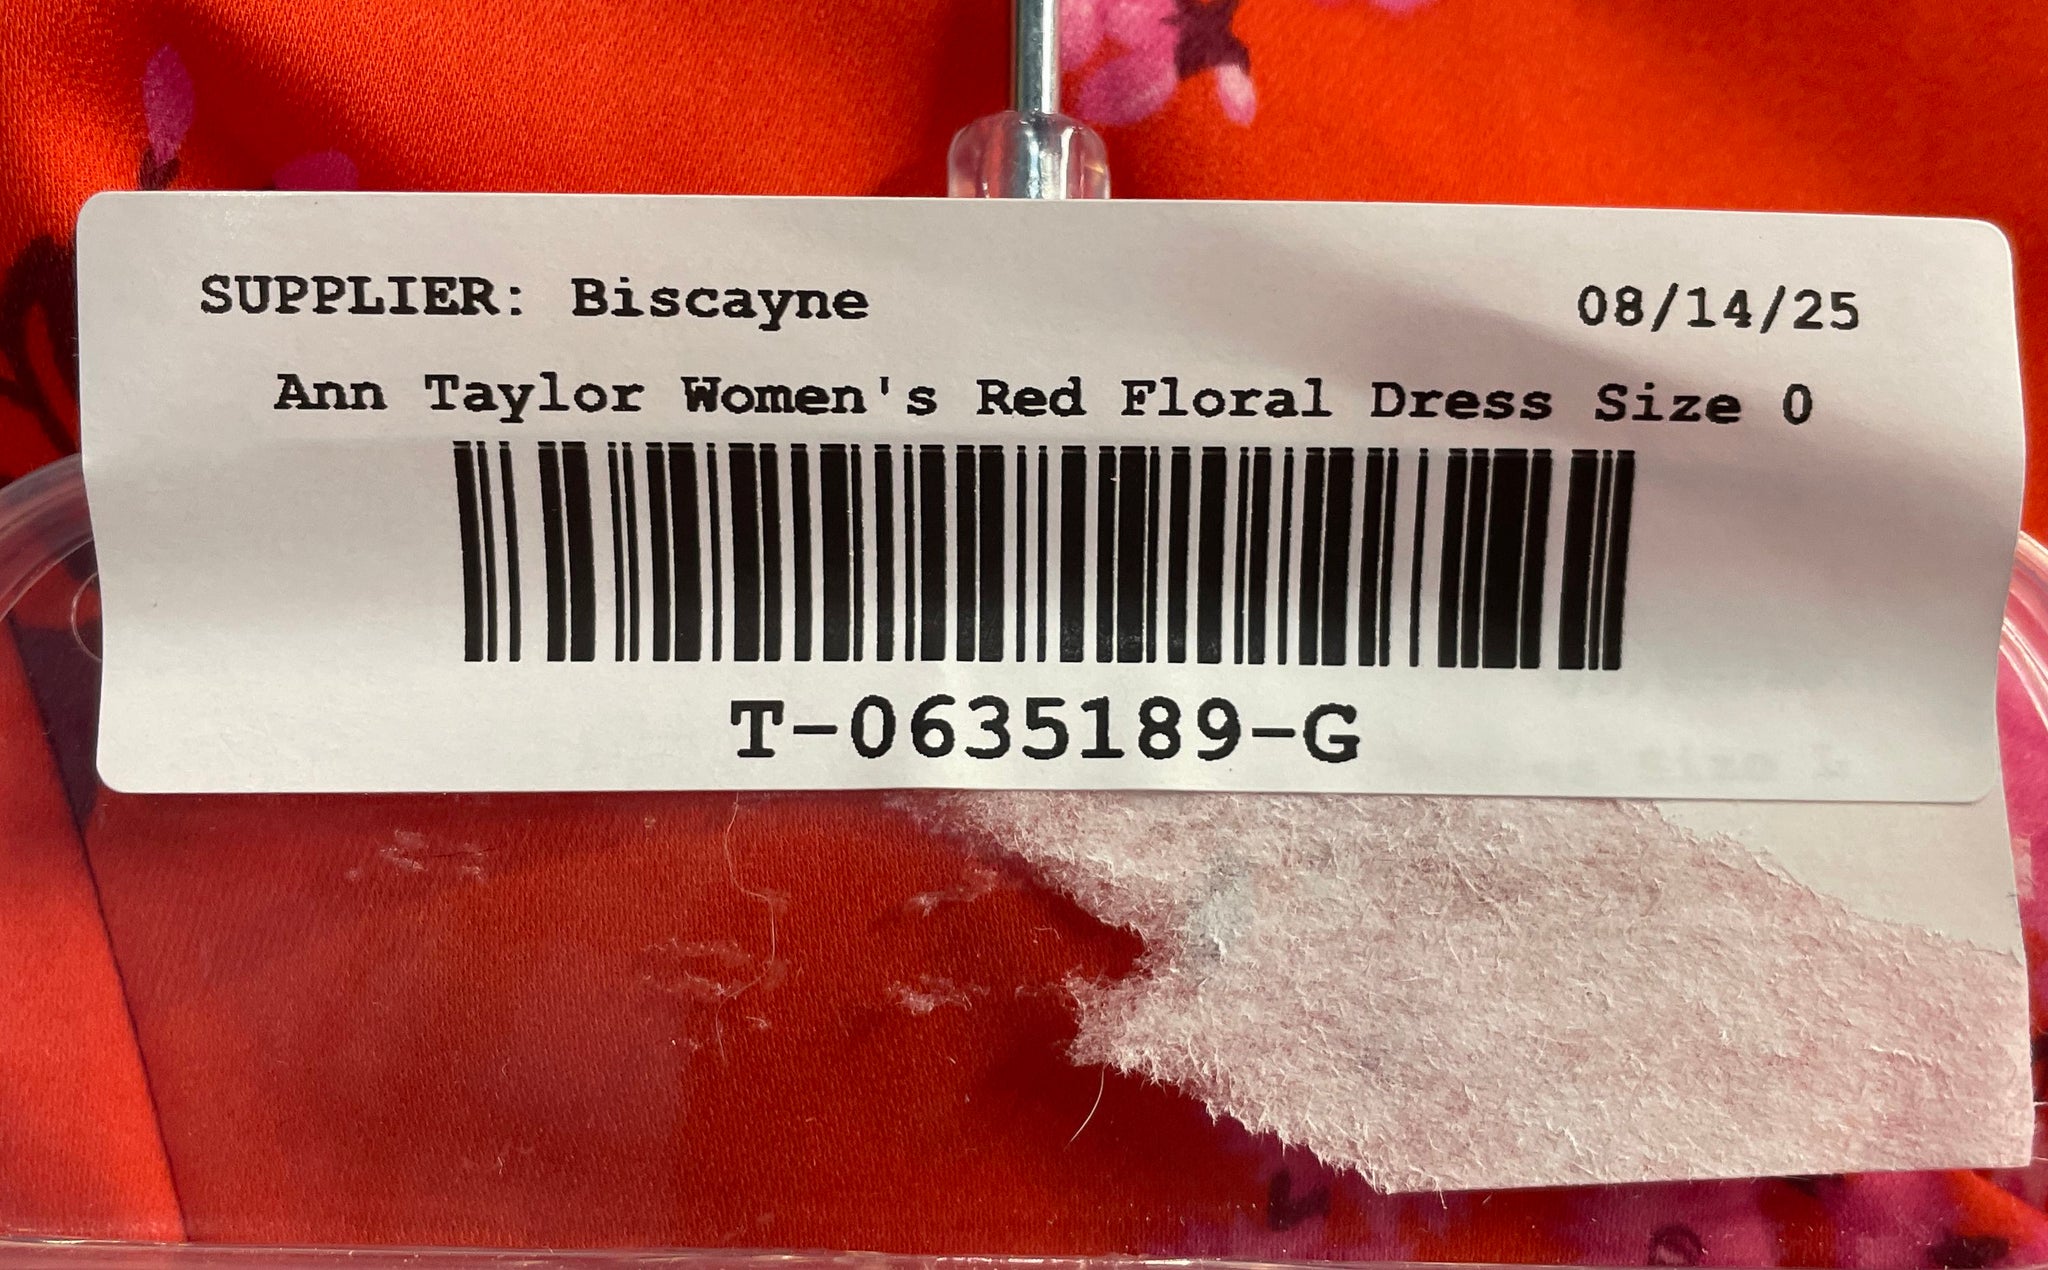 SUPPLIER: Biscayne 08/14/25
Ann Taylor Women's Red Floral Dress Size 0
T-0635189-G